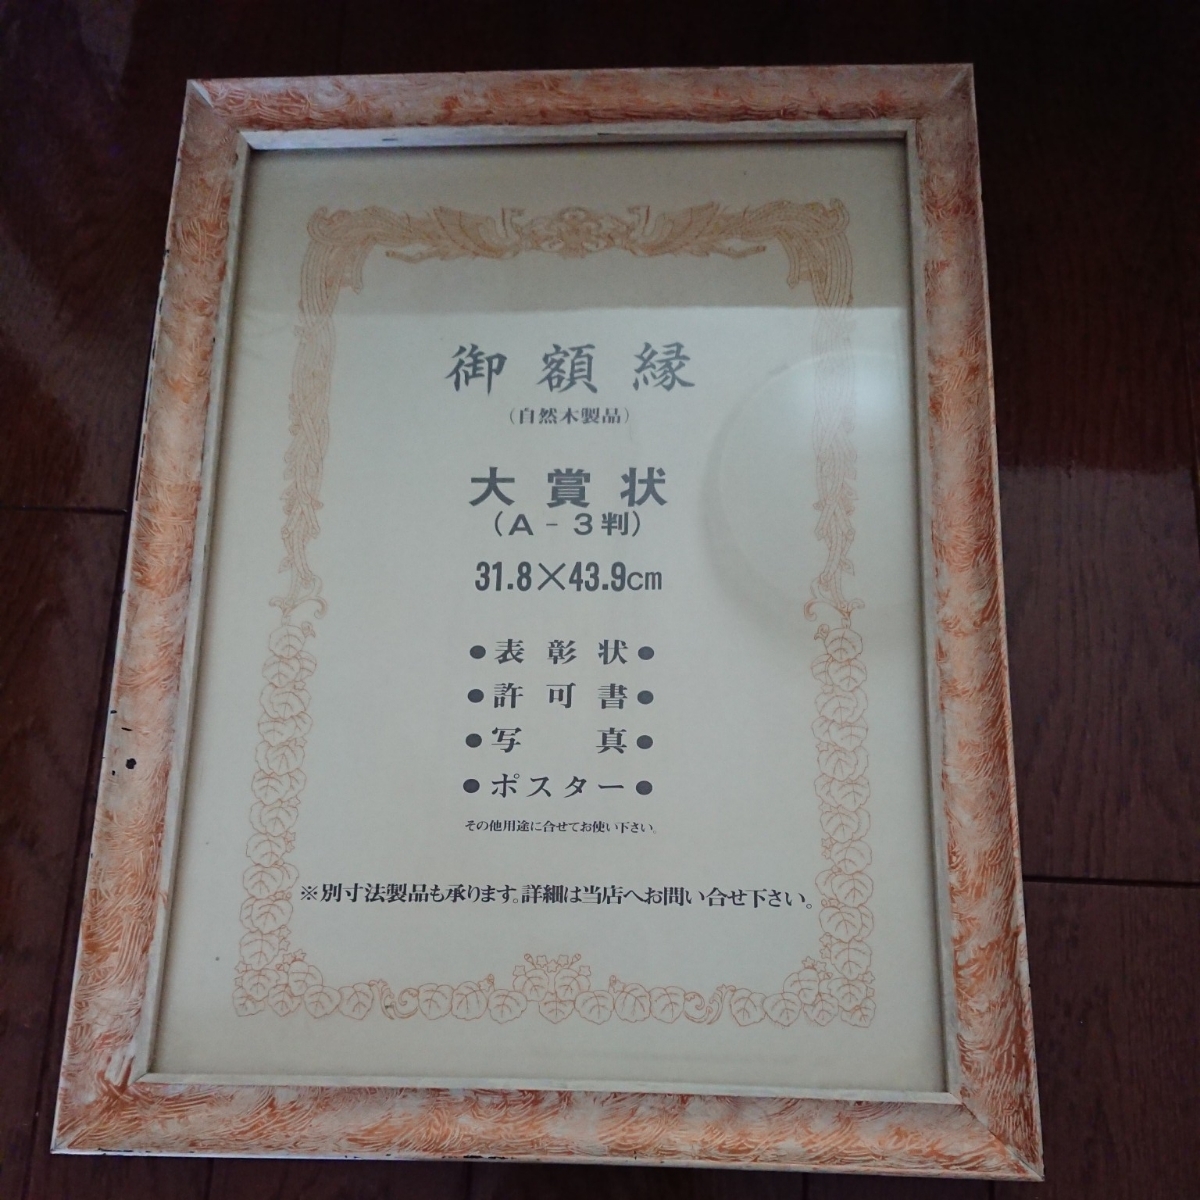 御額縁
（自然木製品）
大賞状
（A－3判）
31.8×43.9cm
●表彰状●
●許可書●
●写　真●
●ポスター●
その他用途に合せてお使い下さい。
※別寸法製品も承ります。詳細は当店へお問い合せ下さい。